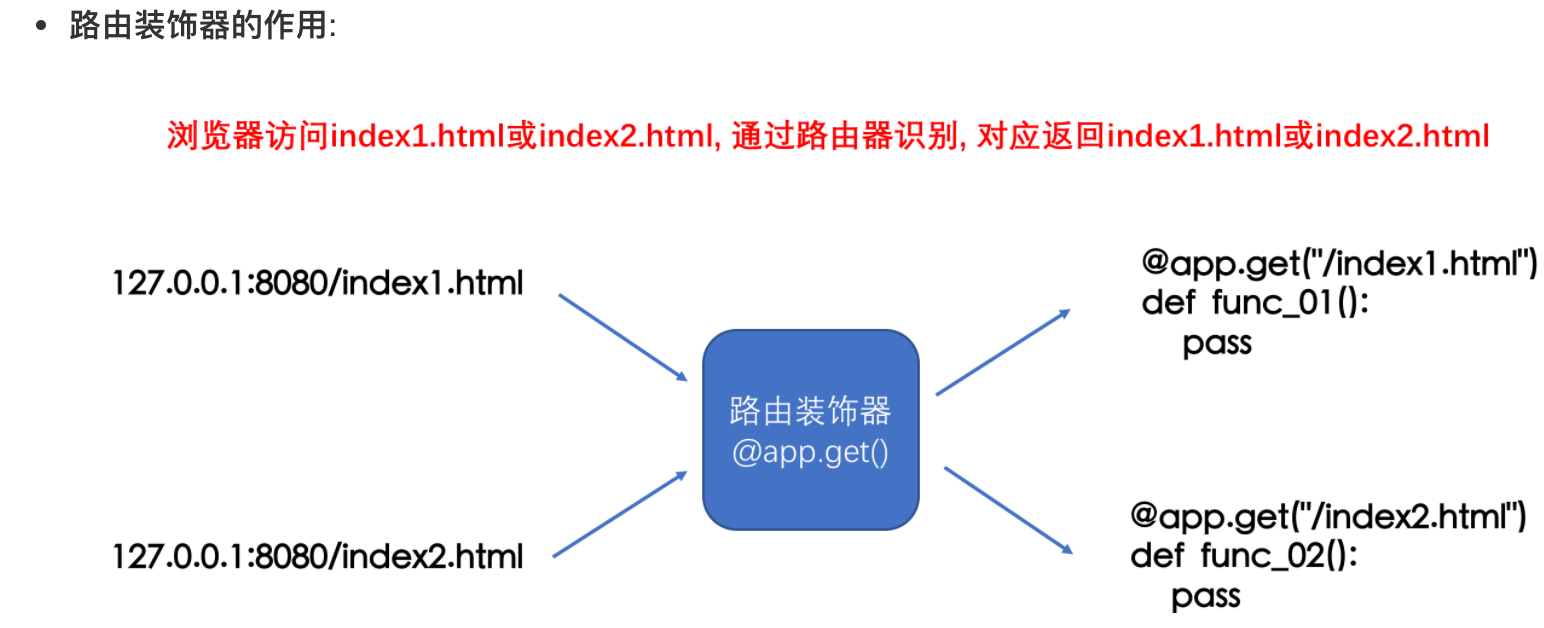 • 路由装饰器的作用:
浏览器访问index1.html或index2.html, 通过路由器识别, 对应返回index1.html或index2.html
127.0.0.1:8080/index1.html
127.0.0.1:8080/index2.html
路由装饰器
@app.get()
@app.get("/index1.html")
def func_01():
pass
@app.get("/index2.html")
def func_02():
pass